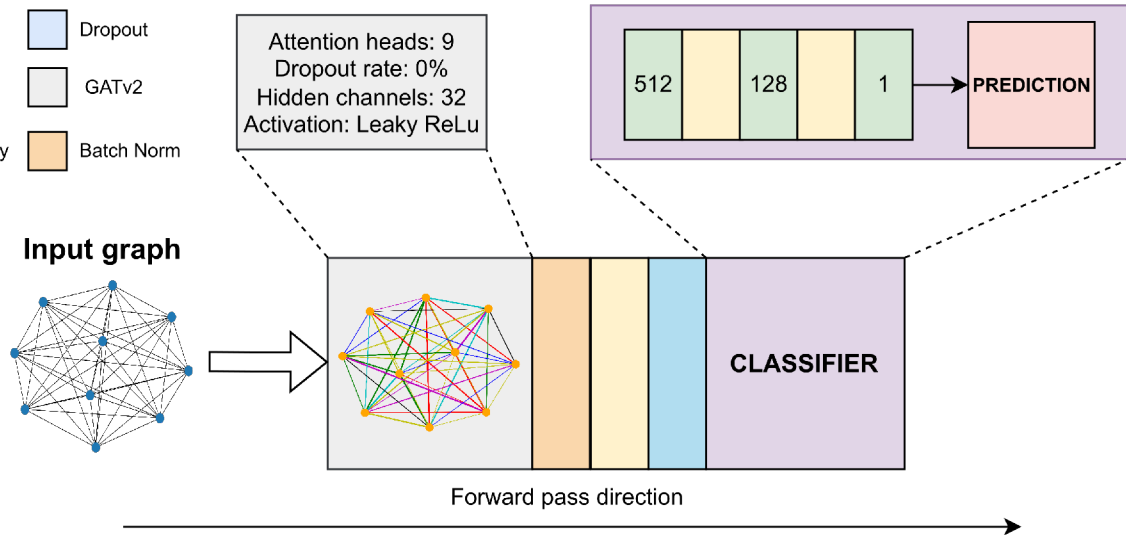 Dropout
GATv2
y
Batch Norm
Attention heads: 9
Dropout rate: 0%
Hidden channels: 32
Activation: Leaky ReLu
512
128
1
PREDICTION
Input graph
CLASSIFIER
Forward pass direction